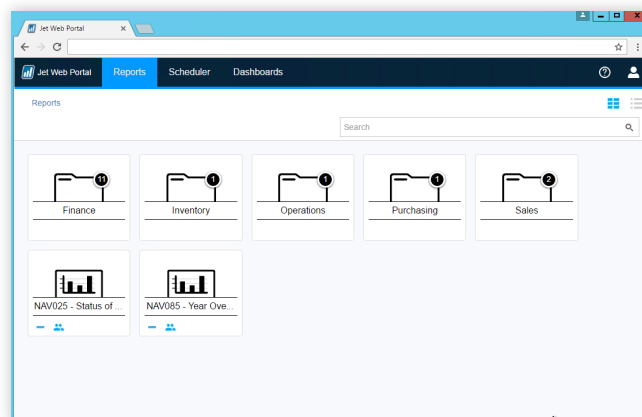 Jet Web Portal
Jet Web Portal Reports Scheduler Dashboards
Reports
Search
11 1 1 1 2
Finance Inventory Operations Purchasing Sales
NAV025 - Status of ... NAV085 - Year Ove...